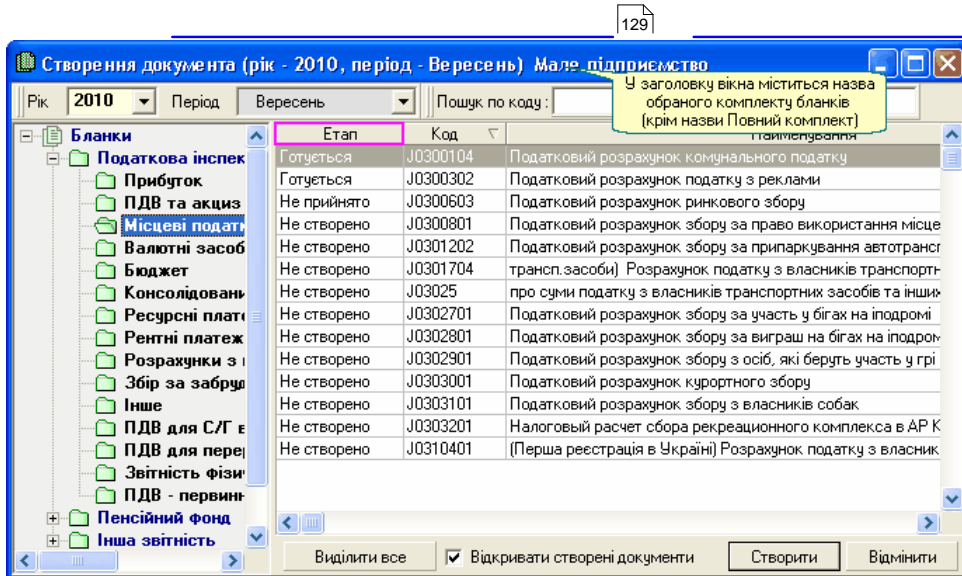 129
Створення документа (рік - 2010, період - Вересень) Мале підприємство
У заголовку вікна міститься назва
обраного комплекту бланків
(крім назви Повний комплект)
Рік 2010 Період Вересень Пошук по коду:
Бланки
Податкова інспек
Прибуток
ПДВ та акциз
Місцеві податк
Валютні засоб
Бюджет
Консолідовани
Ресурсні плате
Рентні платеж
Розрахунки з
Збір за забруд
Інше
ПДВ для С/Г в
ПДВ для пере
Звітність фізич
ПДВ - первинн
Пенсійний фонд
Інша звітність
Етап Код Найменування
Готується J0300104 Податковий розрахунок комунального податку
Готується J0300302 Податковий розрахунок податку з реклами
Не прийнято J0300603 Податковий розрахунок ринкового збору
Не створено J0300801 Податковий розрахунок збору за право використання місце
Не створено J0301202 Податковий розрахунок збору за припаркування автотрансп
Не створено J0301704 трансп.засоби) Розрахунок податку з власників транспортн
Не створено J03025 про суми податку з власників транспортних засобів та інших
Не створено J0302701 Податковий розрахунок збору за участь у бігах на іподромі
Не створено J0302801 Податковий розрахунок збору за виграш на бігах на іподром
Не створено J0302901 Податковий розрахунок збору з осіб, які беруть участь у грі
Не створено J0303001 Податковий розрахунок курортного збору
Не створено J0303101 Податковий розрахунок збору з власників собак
Не створено J0303201 Налоговый расчет сбора рекреационного комплекса в АР К
Не створено J0310401 (Перша реєстрація в Україні) Розрахунок податку з власник
Виділити все Відкривати створені документи Створити Відмінити